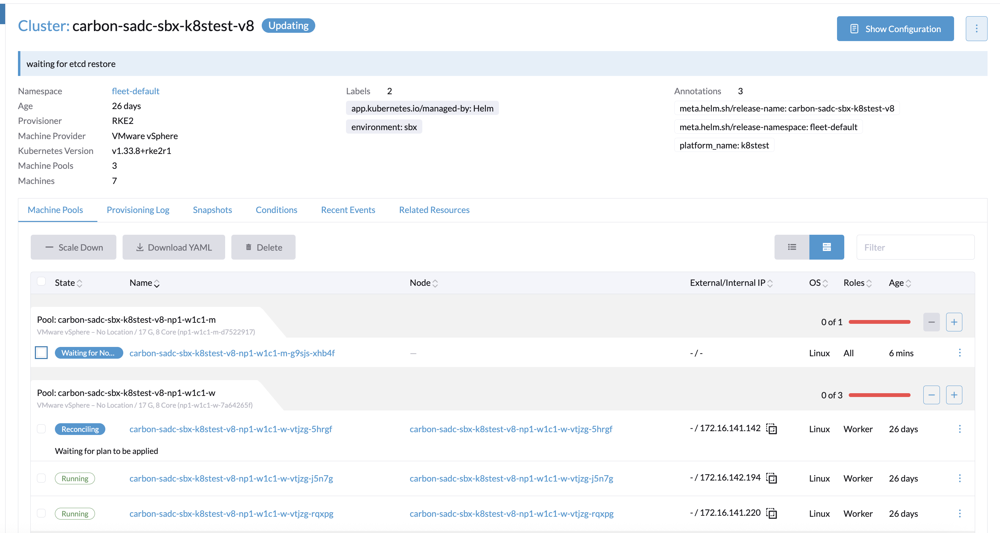 Cluster: carbon-sadc-sbx-k8stest-v8 Updating
Show Configuration
waiting for etcd restore
Namespace fleet-default
Labels 2
Annotations 3
Age 26 days
app.kubernetes.io/managed-by: Helm
meta.helm.sh/release-name: carbon-sadc-sbx-k8stest-v8
Provisioner RKE2
environment: sbx
meta.helm.sh/release-namespace: fleet-default
Machine Provider VMware vSphere
platform_name: k8stest
Kubernetes Version v1.33.8+rke2r1
Machine Pools 3
Machines 7
Machine Pools Provisioning Log Snapshots Conditions Recent Events Related Resources
Scale Down Download YAML Delete Filter
State Name Node External/Internal IP OS Roles Age
Pool: carbon-sadc-sbx-k8stest-v8-np1-w1c1-m 0 of 1
VMware vSphere – No Location / 17 G, 8 Core (np1-w1c1-m-d7522917)
Waiting for No... carbon-sadc-sbx-k8stest-v8-np1-w1c1-m-g9sjs-xhb4f — - / - Linux All 6 mins
Pool: carbon-sadc-sbx-k8stest-v8-np1-w1c1-w 0 of 3
VMware vSphere – No Location / 17 G, 8 Core (np1-w1c1-w-7a64265f)
Reconciling carbon-sadc-sbx-k8stest-v8-np1-w1c1-w-vtjzg-5hrgf carbon-sadc-sbx-k8stest-v8-np1-w1c1-w-vtjzg-5hrgf - / 172.16.141.142 Linux Worker 26 days
Waiting for plan to be applied
Running carbon-sadc-sbx-k8stest-v8-np1-w1c1-w-vtjzg-j5n7g carbon-sadc-sbx-k8stest-v8-np1-w1c1-w-vtjzg-j5n7g - / 172.16.142.194 Linux Worker 26 days
Running carbon-sadc-sbx-k8stest-v8-np1-w1c1-w-vtjzg-rqxpg carbon-sadc-sbx-k8stest-v8-np1-w1c1-w-vtjzg-rqxpg - / 172.16.141.220 Linux Worker 26 days